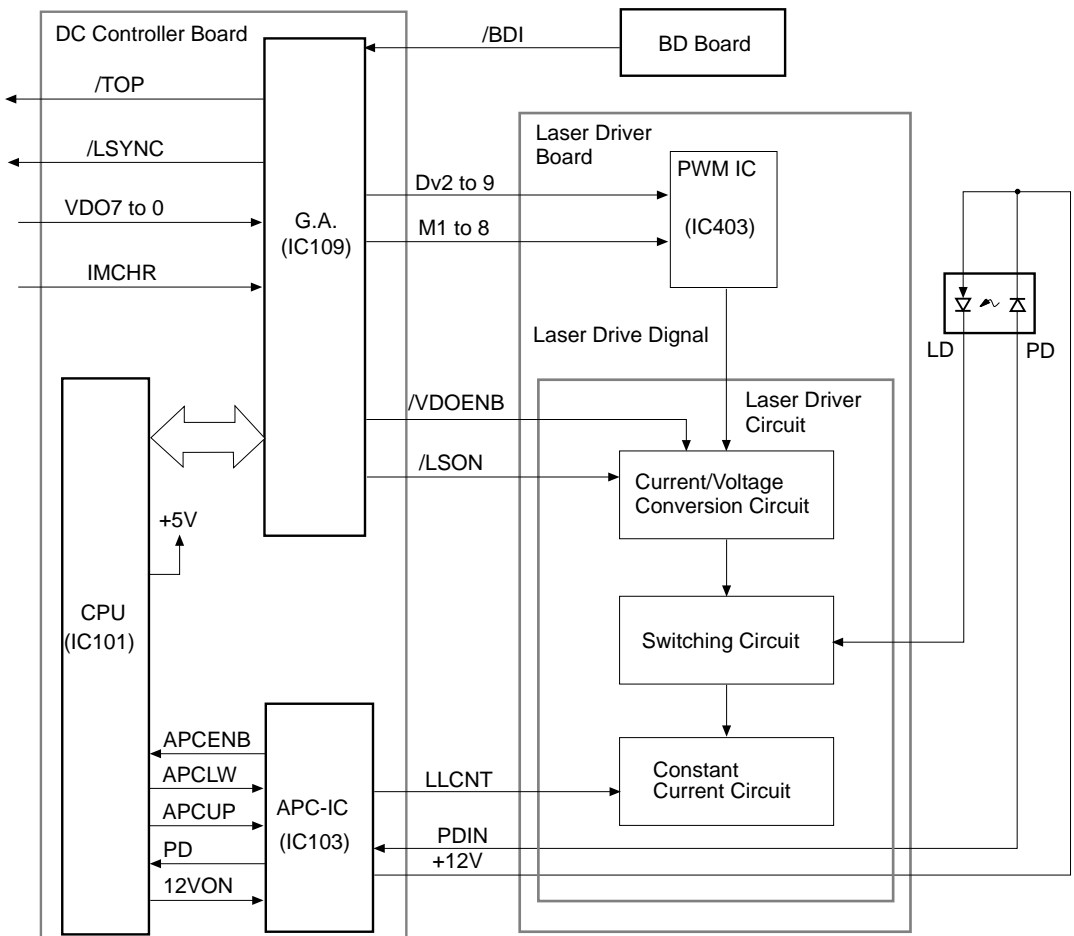 DC Controller Board
/BDI
BD Board
/TOP
/LSYNC
VDO7 to 0
IMCHR
G.A.
(IC109)
Dv2 to 9
M1 to 8
Laser Driver
Board
PWM IC
(IC403)
LD
PD
Laser Drive Dignal
/VDOENB
/LSON
Laser Driver
Circuit
Current/Voltage
Conversion Circuit
+5V
CPU
(IC101)
Switching Circuit
APCENB
APCLW
APCUP
PD
12VON
APC-IC
(IC103)
LLCNT
PDIN
+12V
Constant
Current Circuit